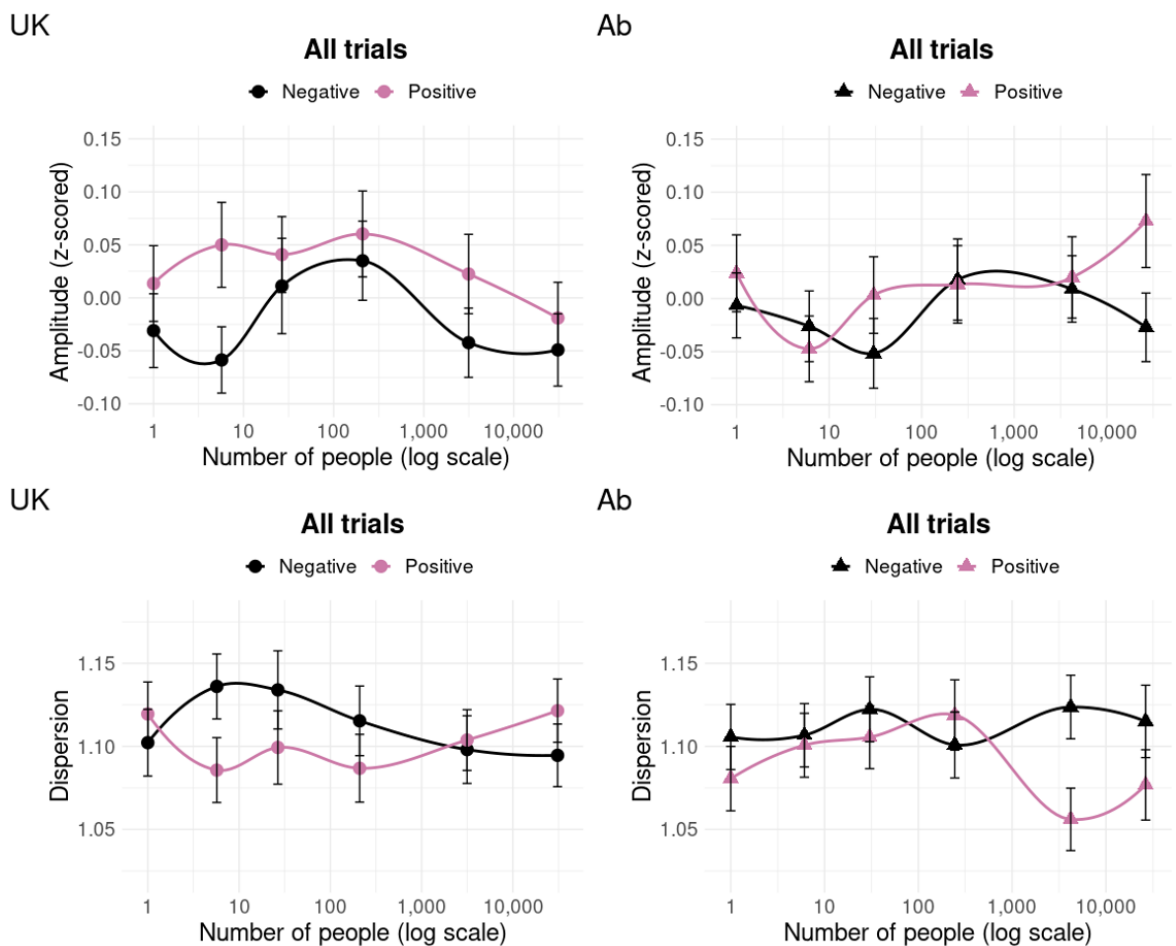 UK
All trials
Negative Positive
Amplitude (z-scored)
0.15
0.10
0.05
0.00
-0.05
-0.10
1 10 100 1,000 10,000
Number of people (log scale)
Ab
All trials
Negative Positive
Amplitude (z-scored)
0.15
0.10
0.05
0.00
-0.05
-0.10
1 10 100 1,000 10,000
Number of people (log scale)
UK
All trials
Negative Positive
Dispersion
1.15
1.10
1.05
1 10 100 1,000 10,000
Number of people (log scale)
Ab
All trials
Negative Positive
Dispersion
1.15
1.10
1.05
1 10 100 1,000 10,000
Number of people (log scale)